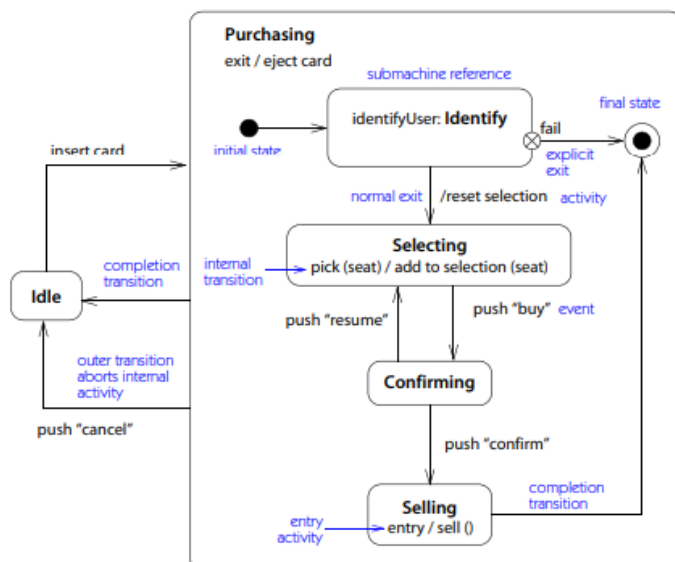 Purchasing
exit / eject card
submachine reference
final state
identifyUser: Identify
fail
insert card
initial state
explicit
exit
normal exit
/reset selection
activity
Selecting
pick (seat) / add to selection (seat)
internal
transition
completion
transition
Idle
push "resume"
push "buy"
event
outer transition
aborts internal
activity
Confirming
push "cancel"
push "confirm"
Selling
entry / sell ()
completion
transition
entry
activity